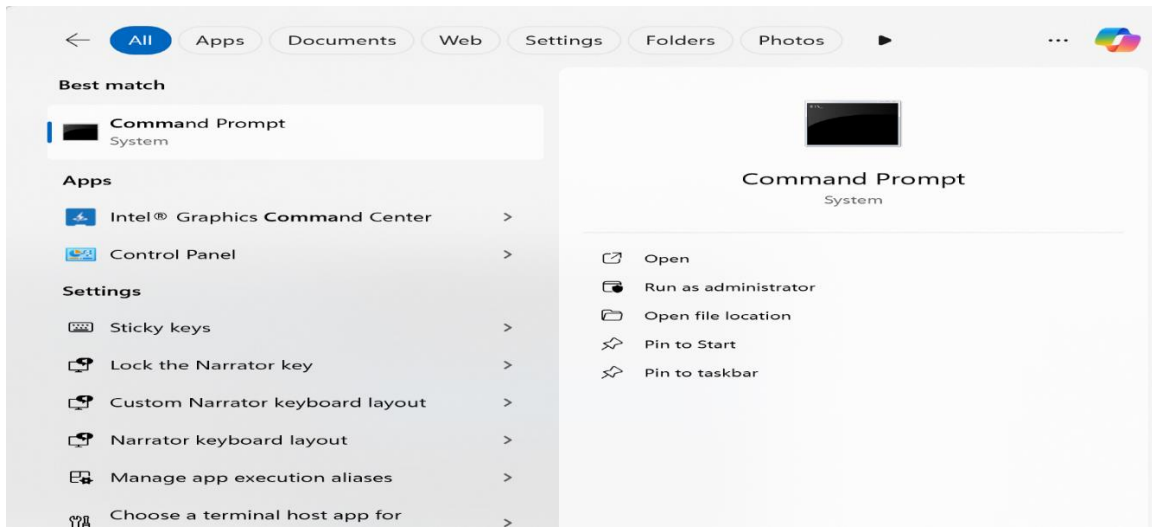 All Apps Documents Web Settings Folders Photos ...
Best match
Command Prompt
System
Apps
Intel® Graphics Command Center
Control Panel
Settings
Sticky keys
Lock the Narrator key
Custom Narrator keyboard layout
Narrator keyboard layout
Manage app execution aliases
Choose a terminal host app for
Command Prompt
System
Open
Run as administrator
Open file location
Pin to Start
Pin to taskbar